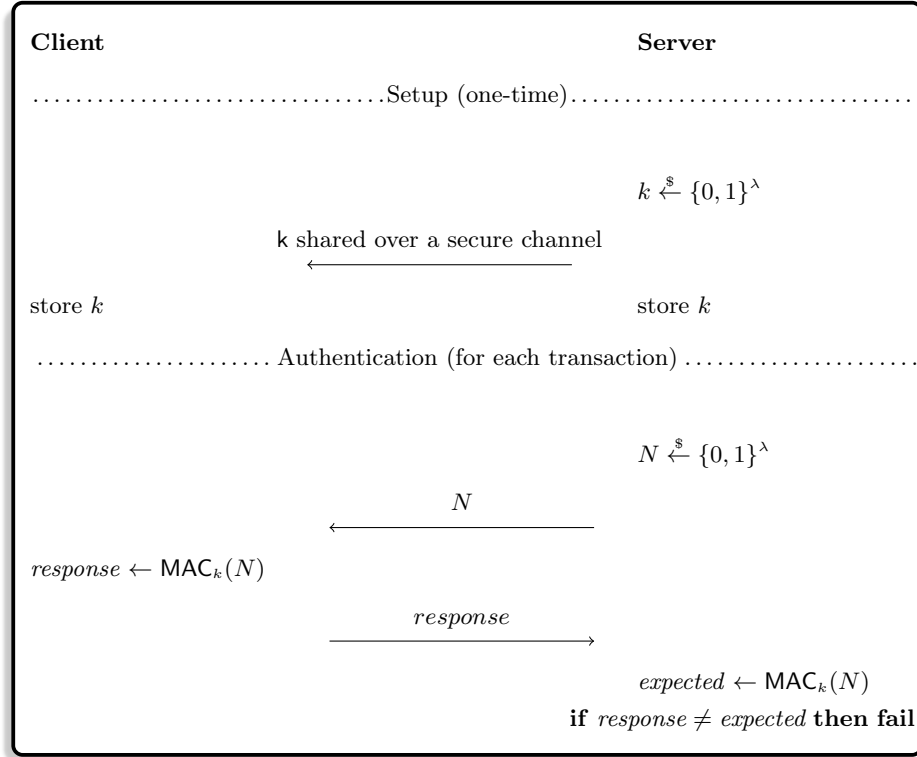 Client Server
Setup (one-time)
k ←$ {0, 1}^λ
k shared over a secure channel
store k store k
Authentication (for each transaction)
N ←$ {0, 1}^λ
N
response ← MAC_k(N)
response
expected ← MAC_k(N)
if response ≠ expected then fail